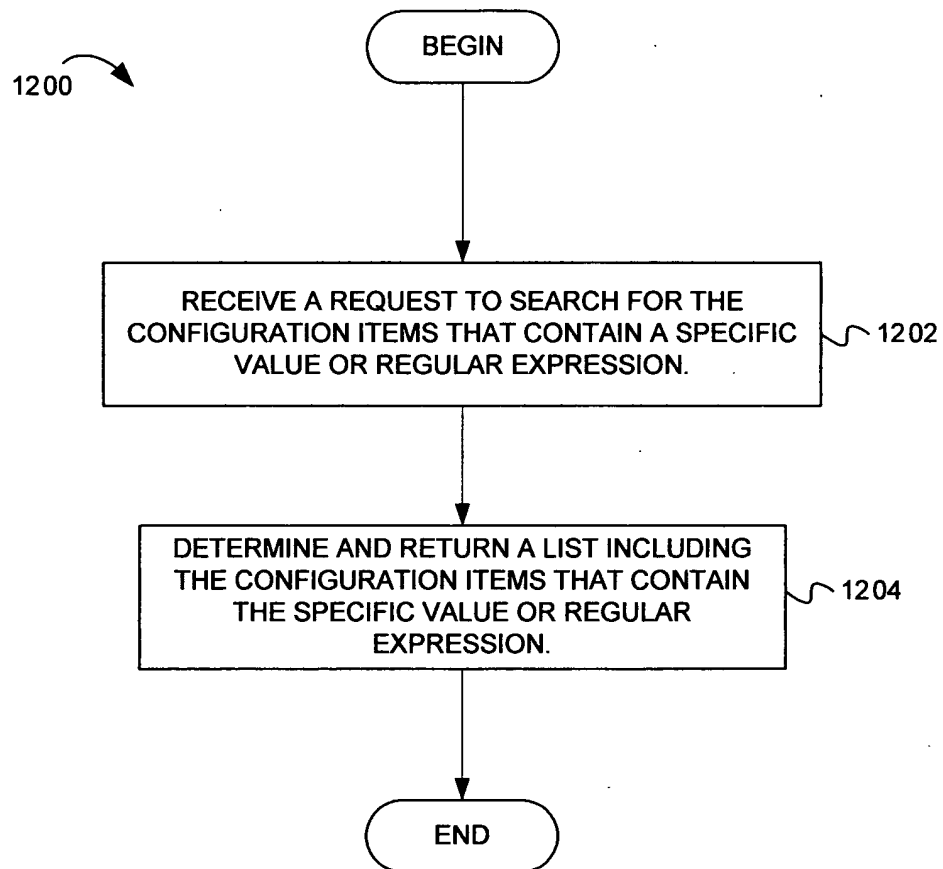 BEGIN
1200
RECEIVE A REQUEST TO SEARCH FOR THE
CONFIGURATION ITEMS THAT CONTAIN A SPECIFIC
VALUE OR REGULAR EXPRESSION.
1202
DETERMINE AND RETURN A LIST INCLUDING
THE CONFIGURATION ITEMS THAT CONTAIN
THE SPECIFIC VALUE OR REGULAR
EXPRESSION.
1204
END